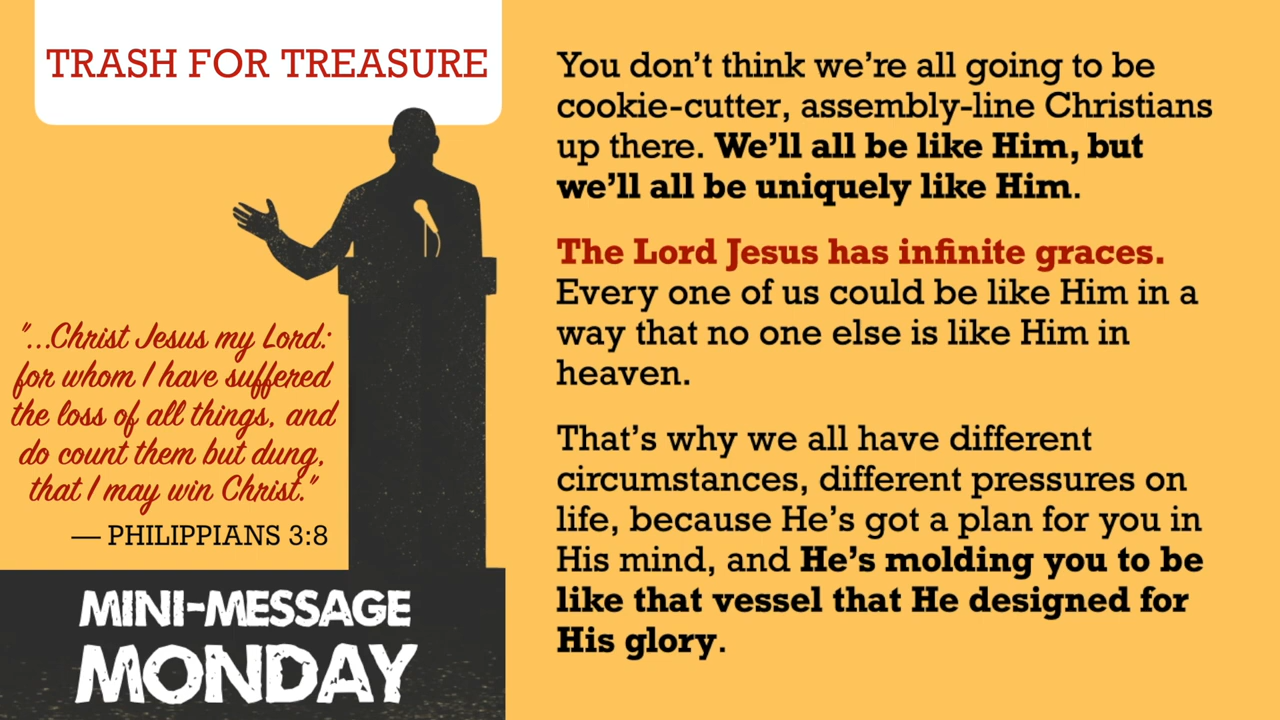 TRASH FOR TREASURE
"...Christ Jesus my Lord:
for whom I have suffered
the loss of all things, and
do count them but dung,
that I may win Christ."
— PHILIPPIANS 3:8
MINI-MESSAGE
MONDAY
You don't think we're all going to be
cookie-cutter, assembly-line Christians
up there. We'll all be like Him, but
we'll all be uniquely like Him.
The Lord Jesus has infinite graces.
Every one of us could be like Him in a
way that no one else is like Him in
heaven.
That's why we all have different
circumstances, different pressures on
life, because He's got a plan for you in
His mind, and He's molding you to be
like that vessel that He designed for
His glory.